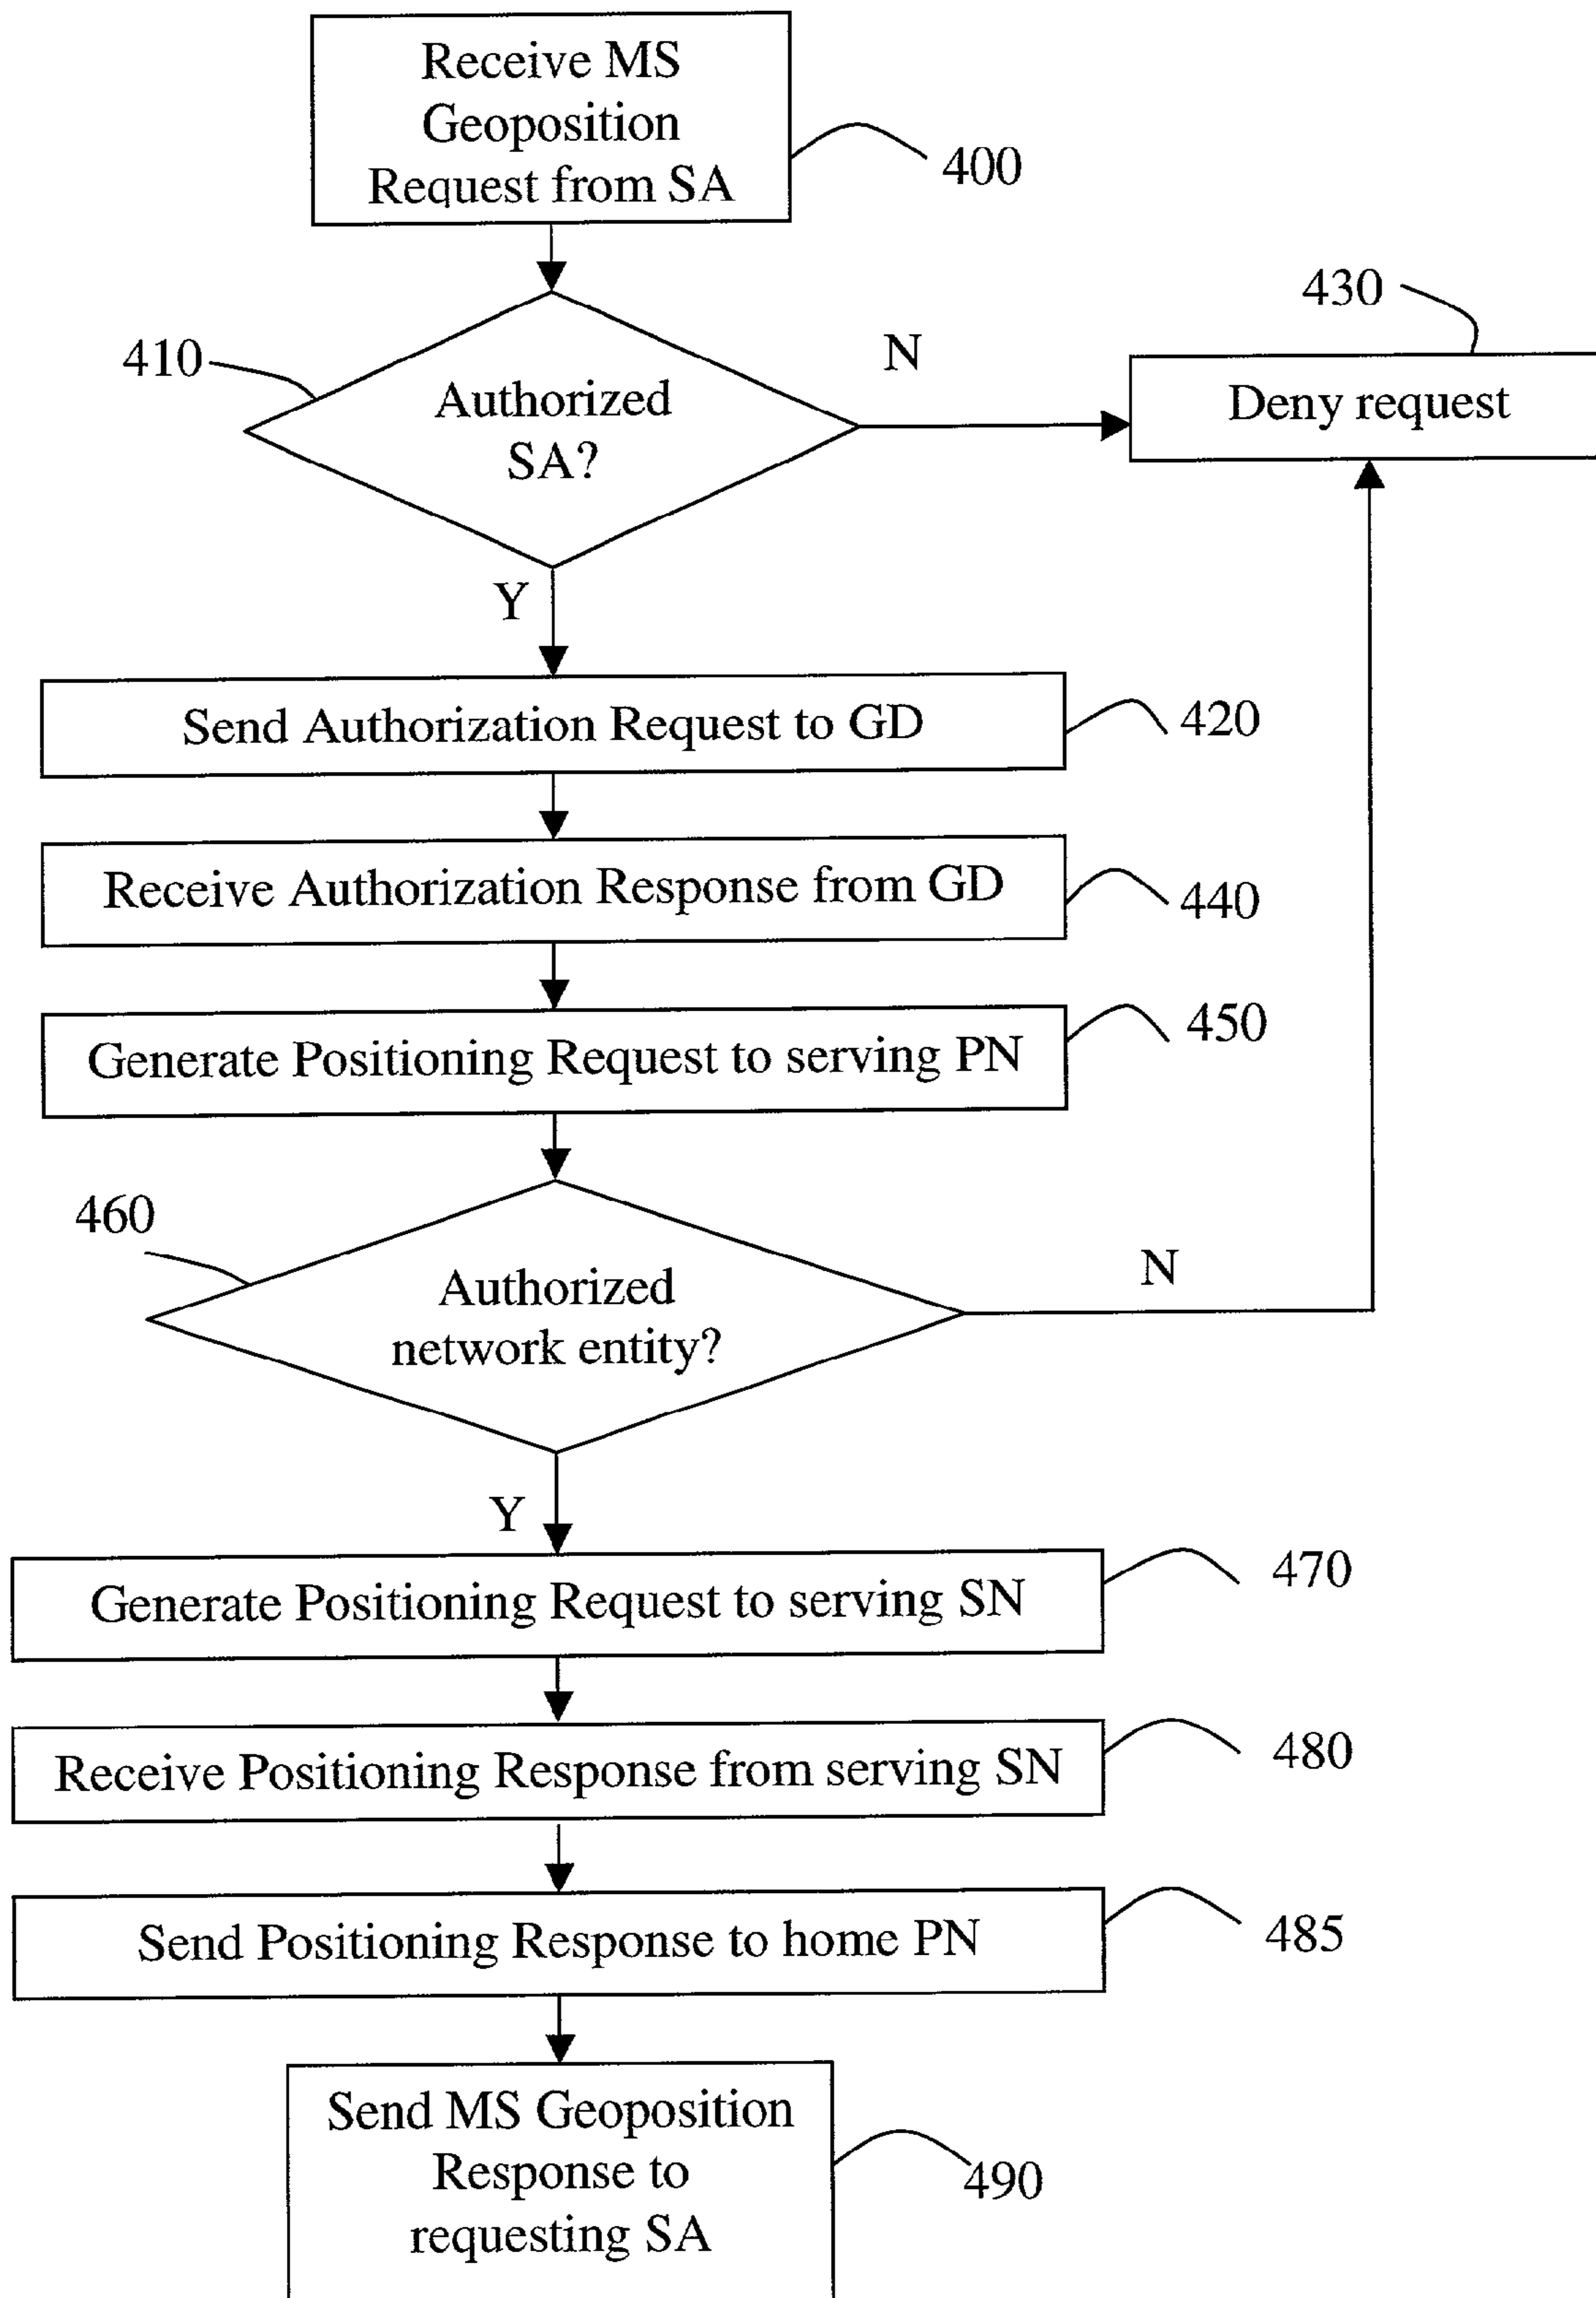 Receive MS
Geoposition
Request from SA
400
410
Authorized
SA?
N
430
Deny request
Y
Send Authorization Request to GD
420
Receive Authorization Response from GD
440
Generate Positioning Request to serving PN
450
460
Authorized
network entity?
N
Y
Generate Positioning Request to serving SN
470
Receive Positioning Response from serving SN
480
Send Positioning Response to home PN
485
Send MS Geoposition
Response to
requesting SA
490